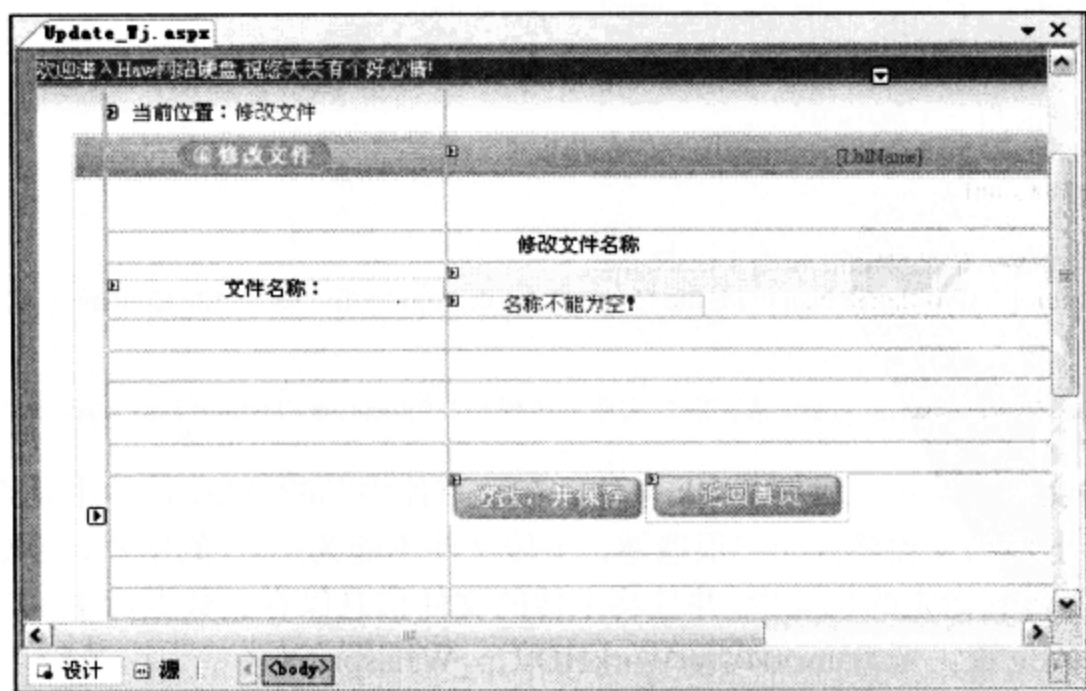 Update_Wj.aspx
欢迎进入Have网络硬盘,祝您天天有个好心情!
当前位置：修改文件
修改文件
[LblName]
修改文件名称
文件名称：
名称不能为空!
修改，并保存
返回首页
设计 源 <body>